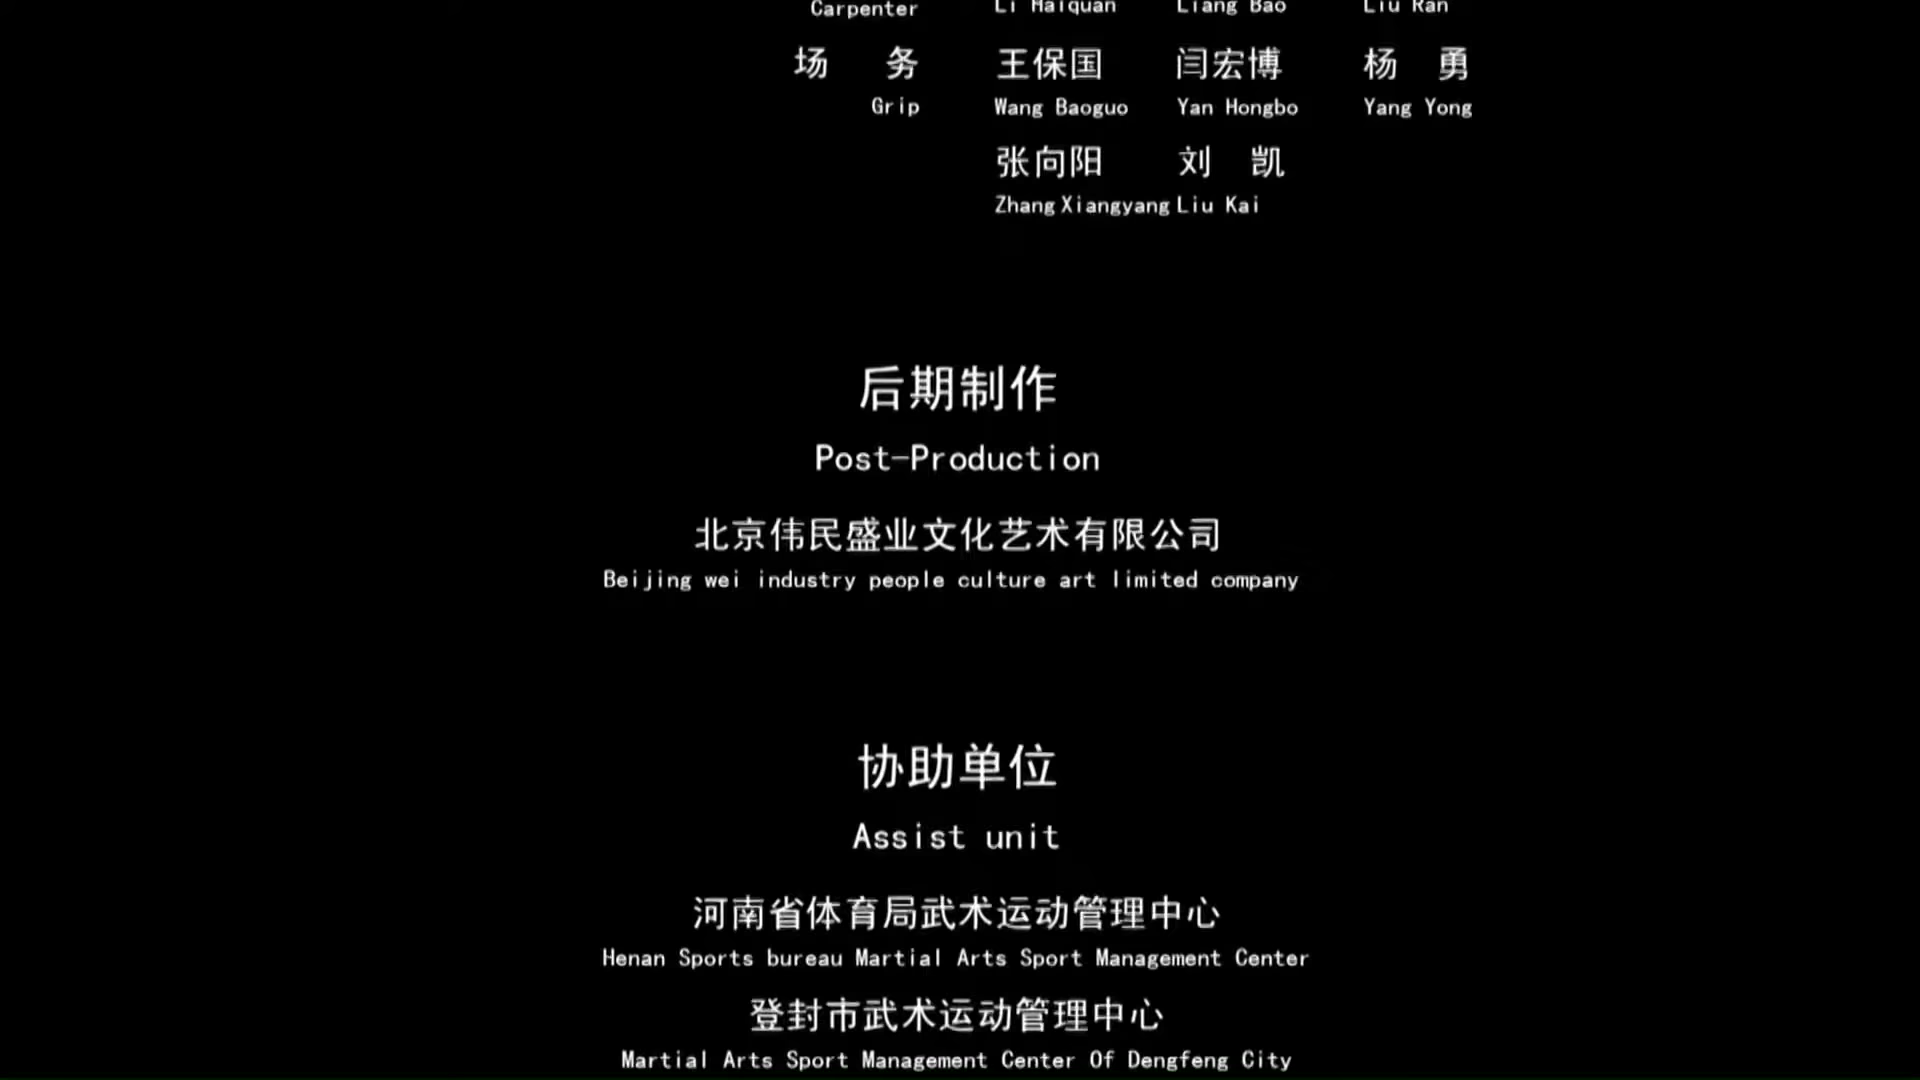 Carpenter Li Haiquan Liang Bao Liu Ran
场 务 王保国 闫宏博 杨 勇
Grip Wang Baoguo Yan Hongbo Yang Yong
张向阳 刘 凯
Zhang Xiangyang Liu Kai
后期制作
Post-Production
北京伟民盛业文化艺术有限公司
Beijing wei industry people culture art limited company
协助单位
Assist unit
河南省体育局武术运动管理中心
Henan Sports bureau Martial Arts Sport Management Center
登封市武术运动管理中心
Martial Arts Sport Management Center Of Dengfeng City